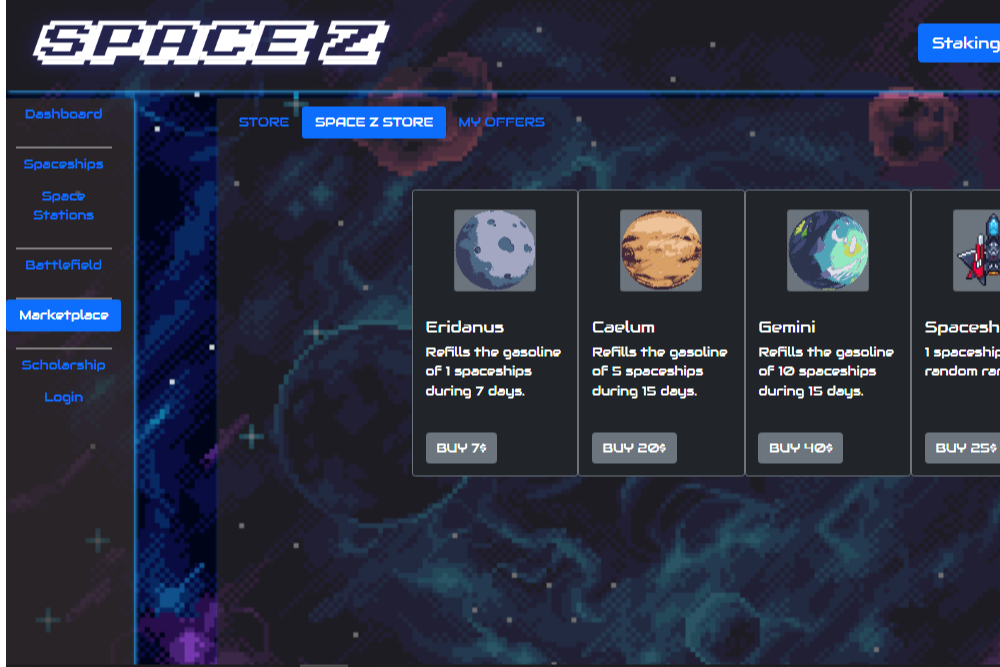 SPACE Z
Staking
Dashboard
Spaceships
Space
Stations
Battlefield
Marketplace
Scholarship
Login
STORE
SPACE Z STORE
MY OFFERS
Eridanus
Refills the gasoline
of 1 spaceships
during 7 days.
BUY 7$
Caelum
Refills the gasoline
of 5 spaceships
during 15 days.
BUY 20$
Gemini
Refills the gasoline
of 10 spaceships
during 15 days.
BUY 40$
Spacesh
1 spaceship
random ra
BUY 25$